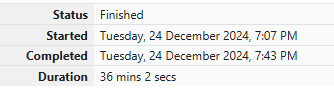 Status Finished
Started Tuesday, 24 December 2024, 7:07 PM
Completed Tuesday, 24 December 2024, 7:43 PM
Duration 36 mins 2 secs